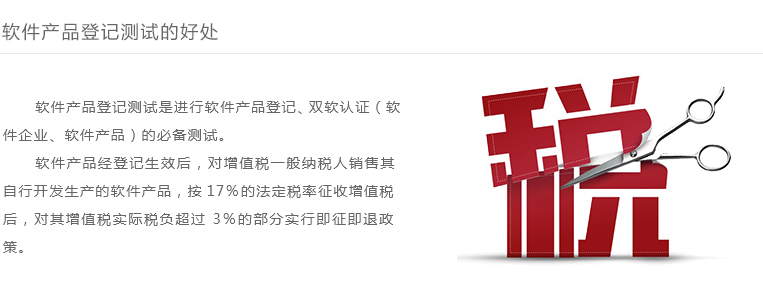 软件产品登记测试的好处
软件产品登记测试是进行软件产品登记、双软认证（软
件企业、软件产品）的必备测试。
软件产品经登记生效后，对增值税一般纳税人销售其
自行开发生产的软件产品，按17%的法定税率征收增值税
后，对其增值税实际税负超过 3%的部分实行即征即退政
策。
税